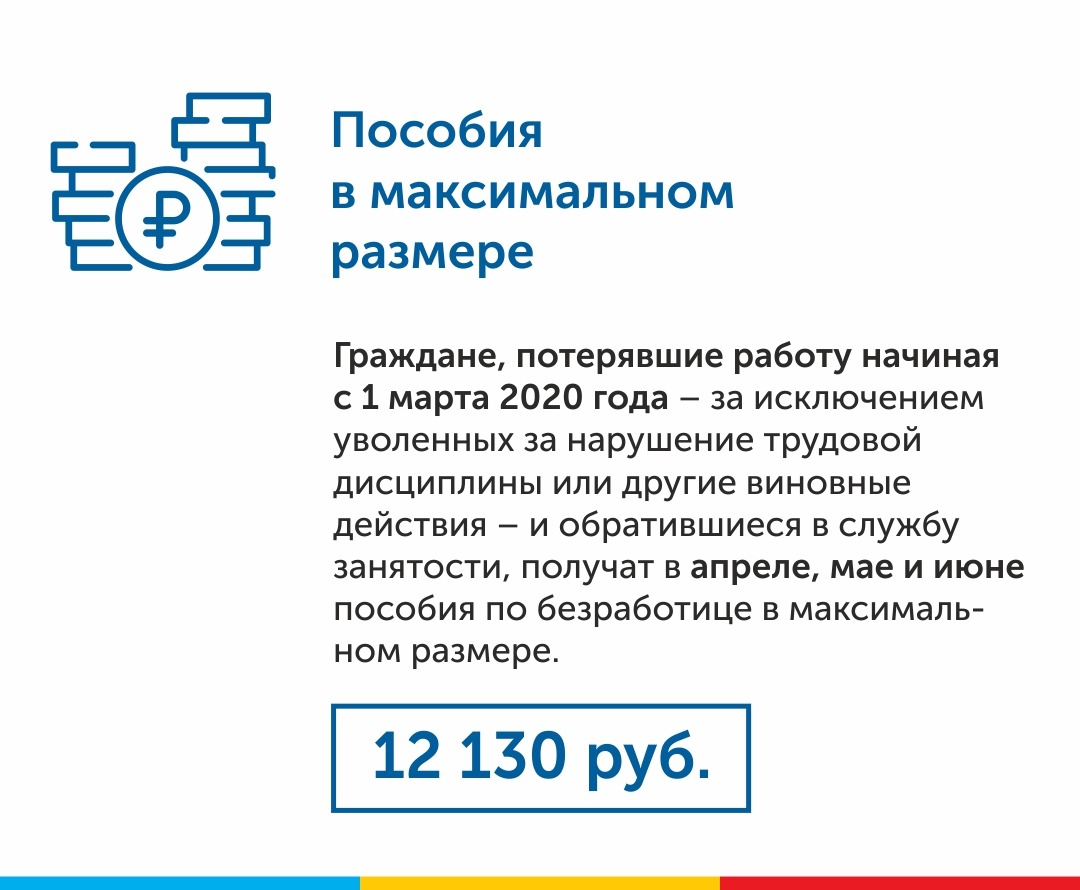 Пособия
в максимальном
размере
Граждане, потерявшие работу начиная
с 1 марта 2020 года – за исключением
уволенных за нарушение трудовой
дисциплины или другие виновные
действия – и обратившиеся в службу
занятости, получат в апреле, мае и июне
пособия по безработице в максималь-
ном размере.
12 130 руб.